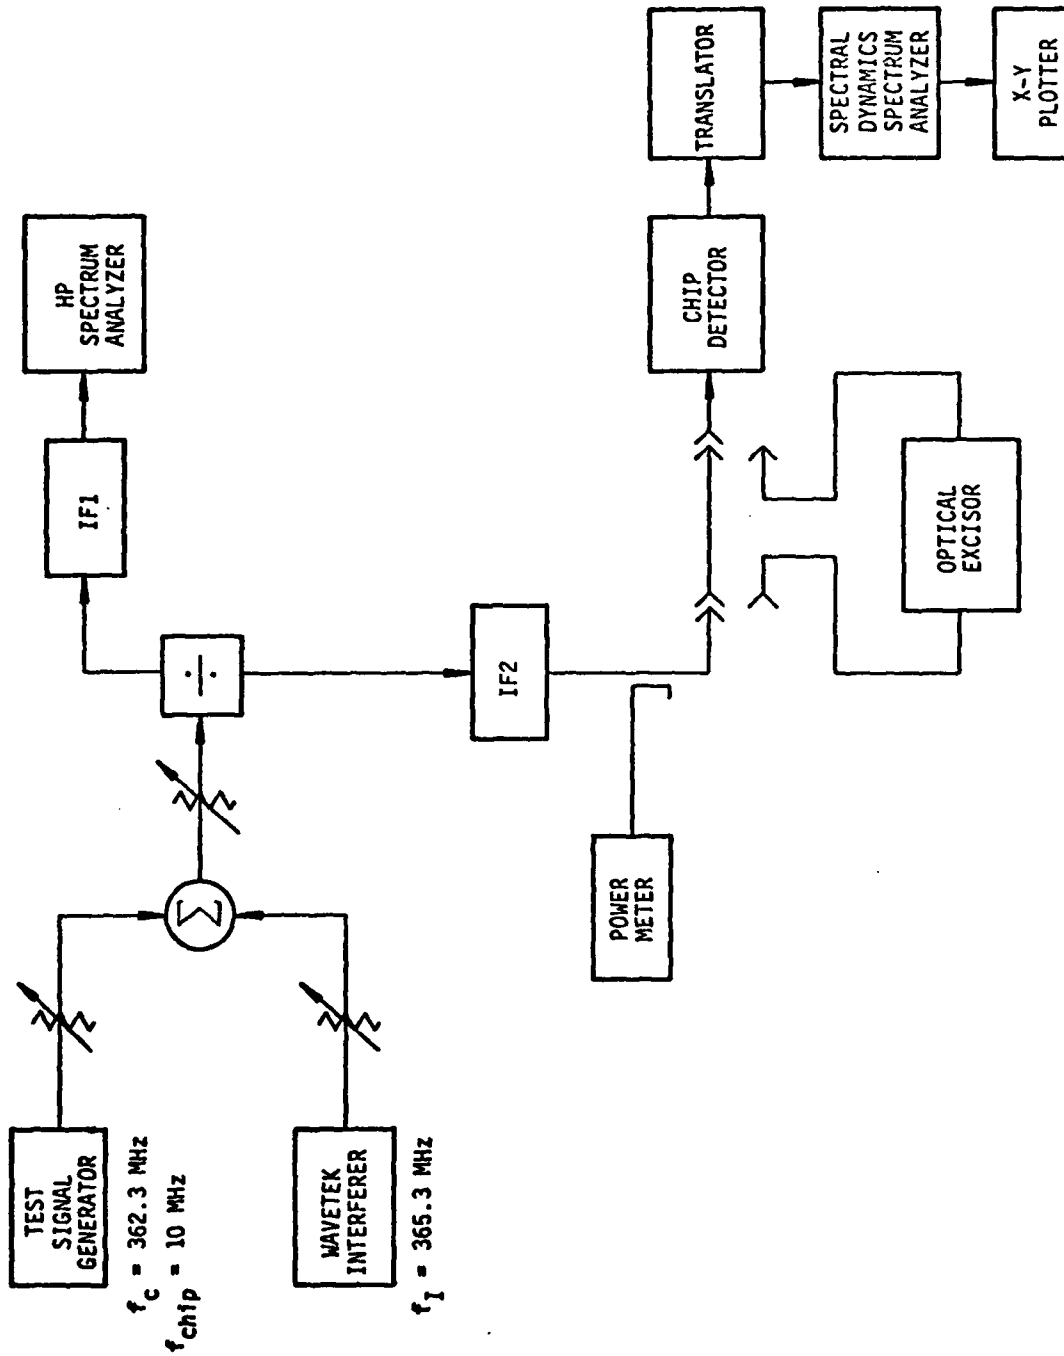 TEST
SIGNAL
GENERATOR
f_c = 362.3 MHz
f_chip = 10 MHz
WAVETEK
INTERFERER
f_I = 365.3 MHz
Σ
÷
IF1
HP
SPECTRUM
ANALYZER
IF2
POWER
METER
OPTICAL
EXCISOR
CHIP
DETECTOR
TRANSLATOR
SPECTRAL
DYNAMICS
SPECTRUM
ANALYZER
X-Y
PLOTTER